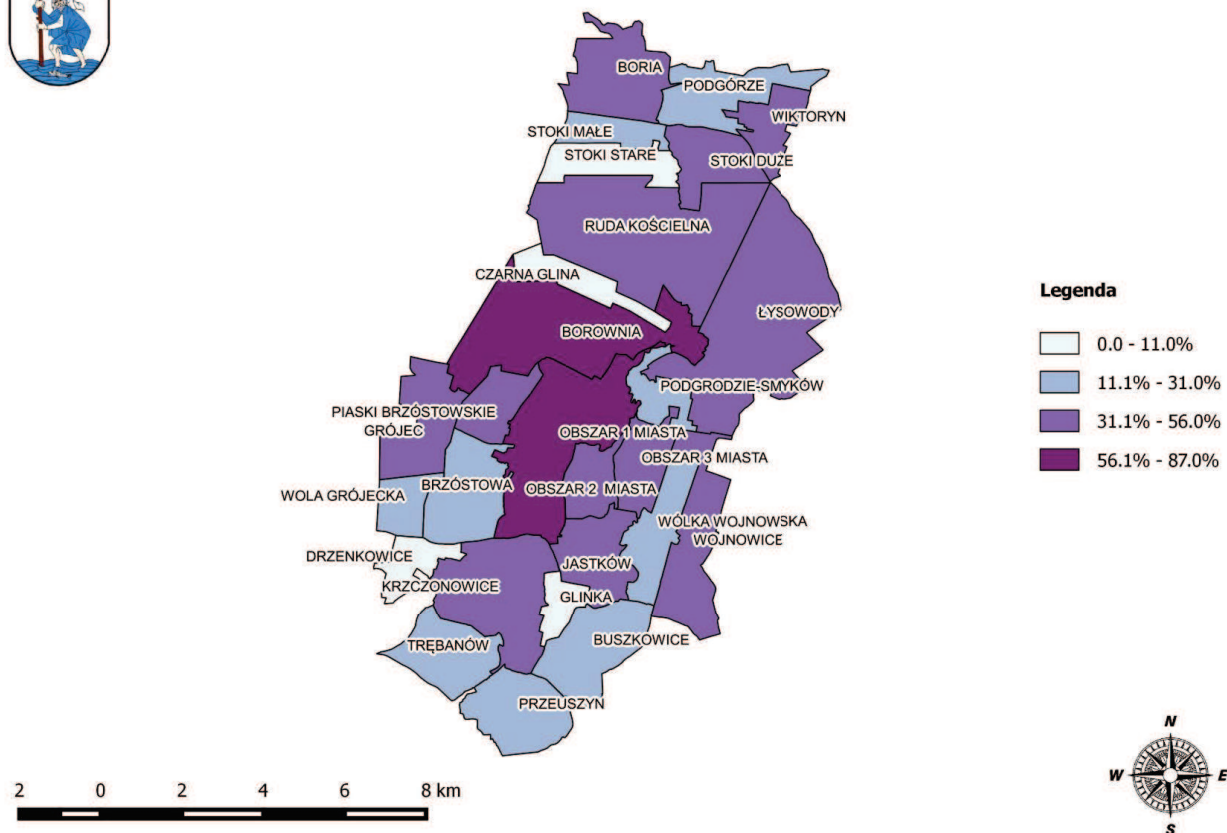 BORIA
PODGÓRZE
WIKTORYN
STOKI MAŁE
STOKI STARE
STOKI DUŻE
RUDA KOŚCIELNA
CZARNA GLINA
ŁYSOWODY
BOROWNIA
PODGRODZIE-SMYKÓW
PIASKI BRZÓSTOWSKIE
GRÓJEC
OBSZAR 1 MIASTA
OBSZAR 3 MIASTA
BRZÓSTOWA
OBSZAR 2 MIASTA
WOLA GRÓJECKA
WÓLKA WOJNOWSKA
WOJNOWICE
DRZENKOWICE
JASTKÓW
KRZCZONOWICE
GLINKA
BUSZKOWICE
TRĘBANÓW
PRZEUSZYN
Legenda
0.0 - 11.0%
11.1% - 31.0%
31.1% - 56.0%
56.1% - 87.0%
2 0 2 4 6 8 km
N
W E
S